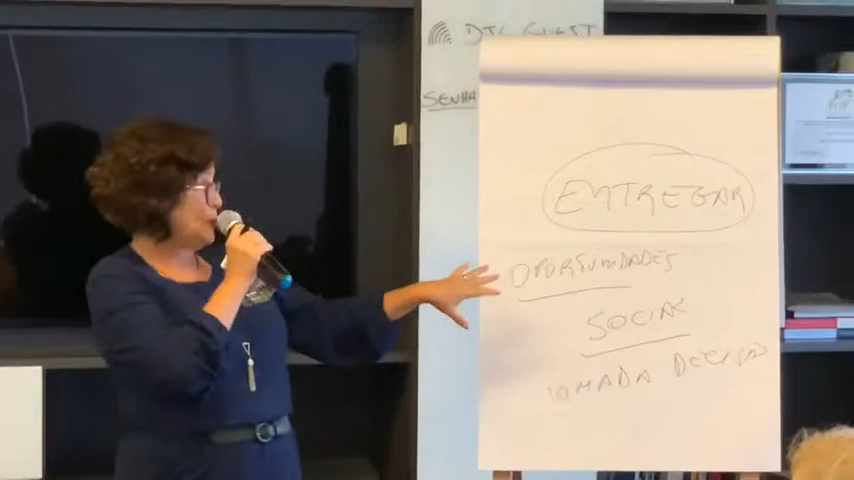 DTC GUEST
SENHA
ENTREGAR
OPORTUNIDADES
SOCIAL
TOMADA DECISÃO